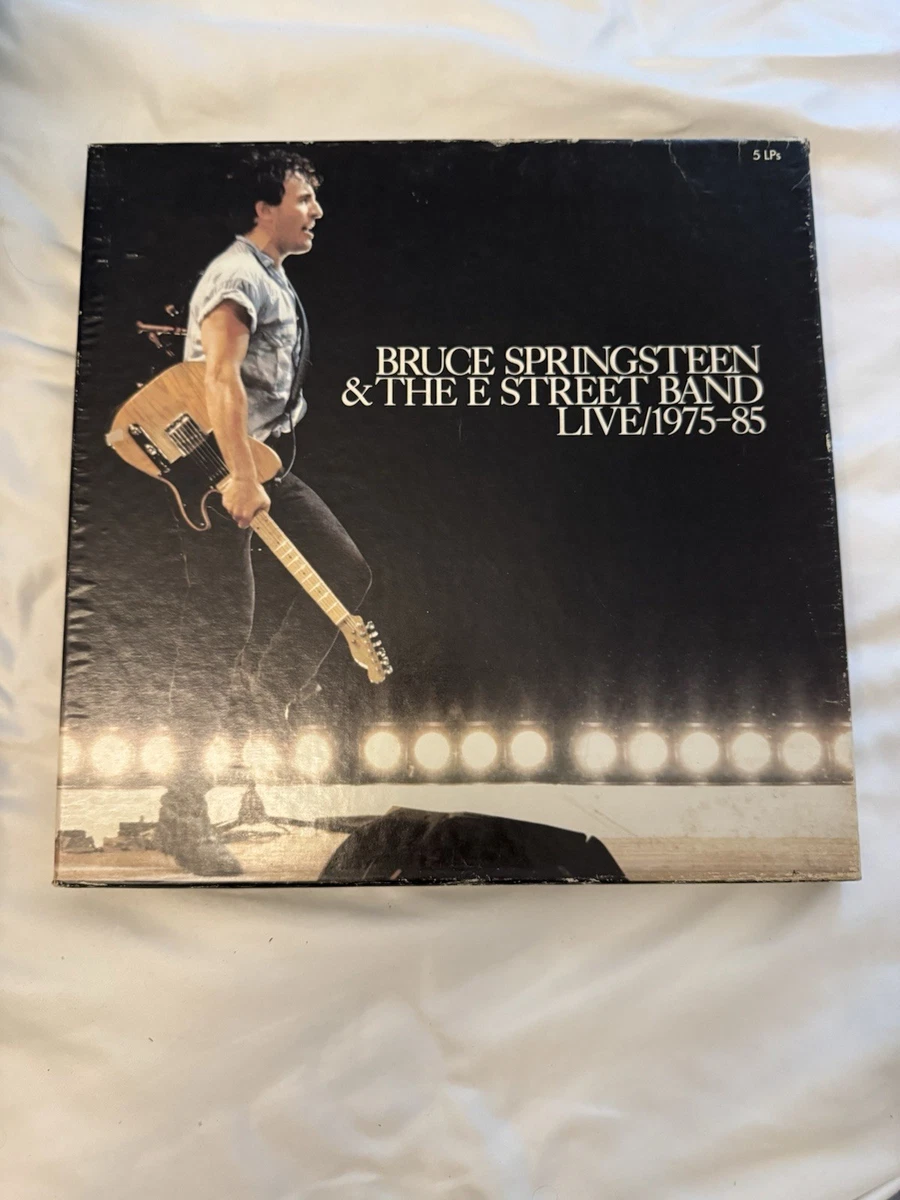 5 LPs
BRUCE SPRINGSTEEN
& THE E STREET BAND
LIVE/1975–85